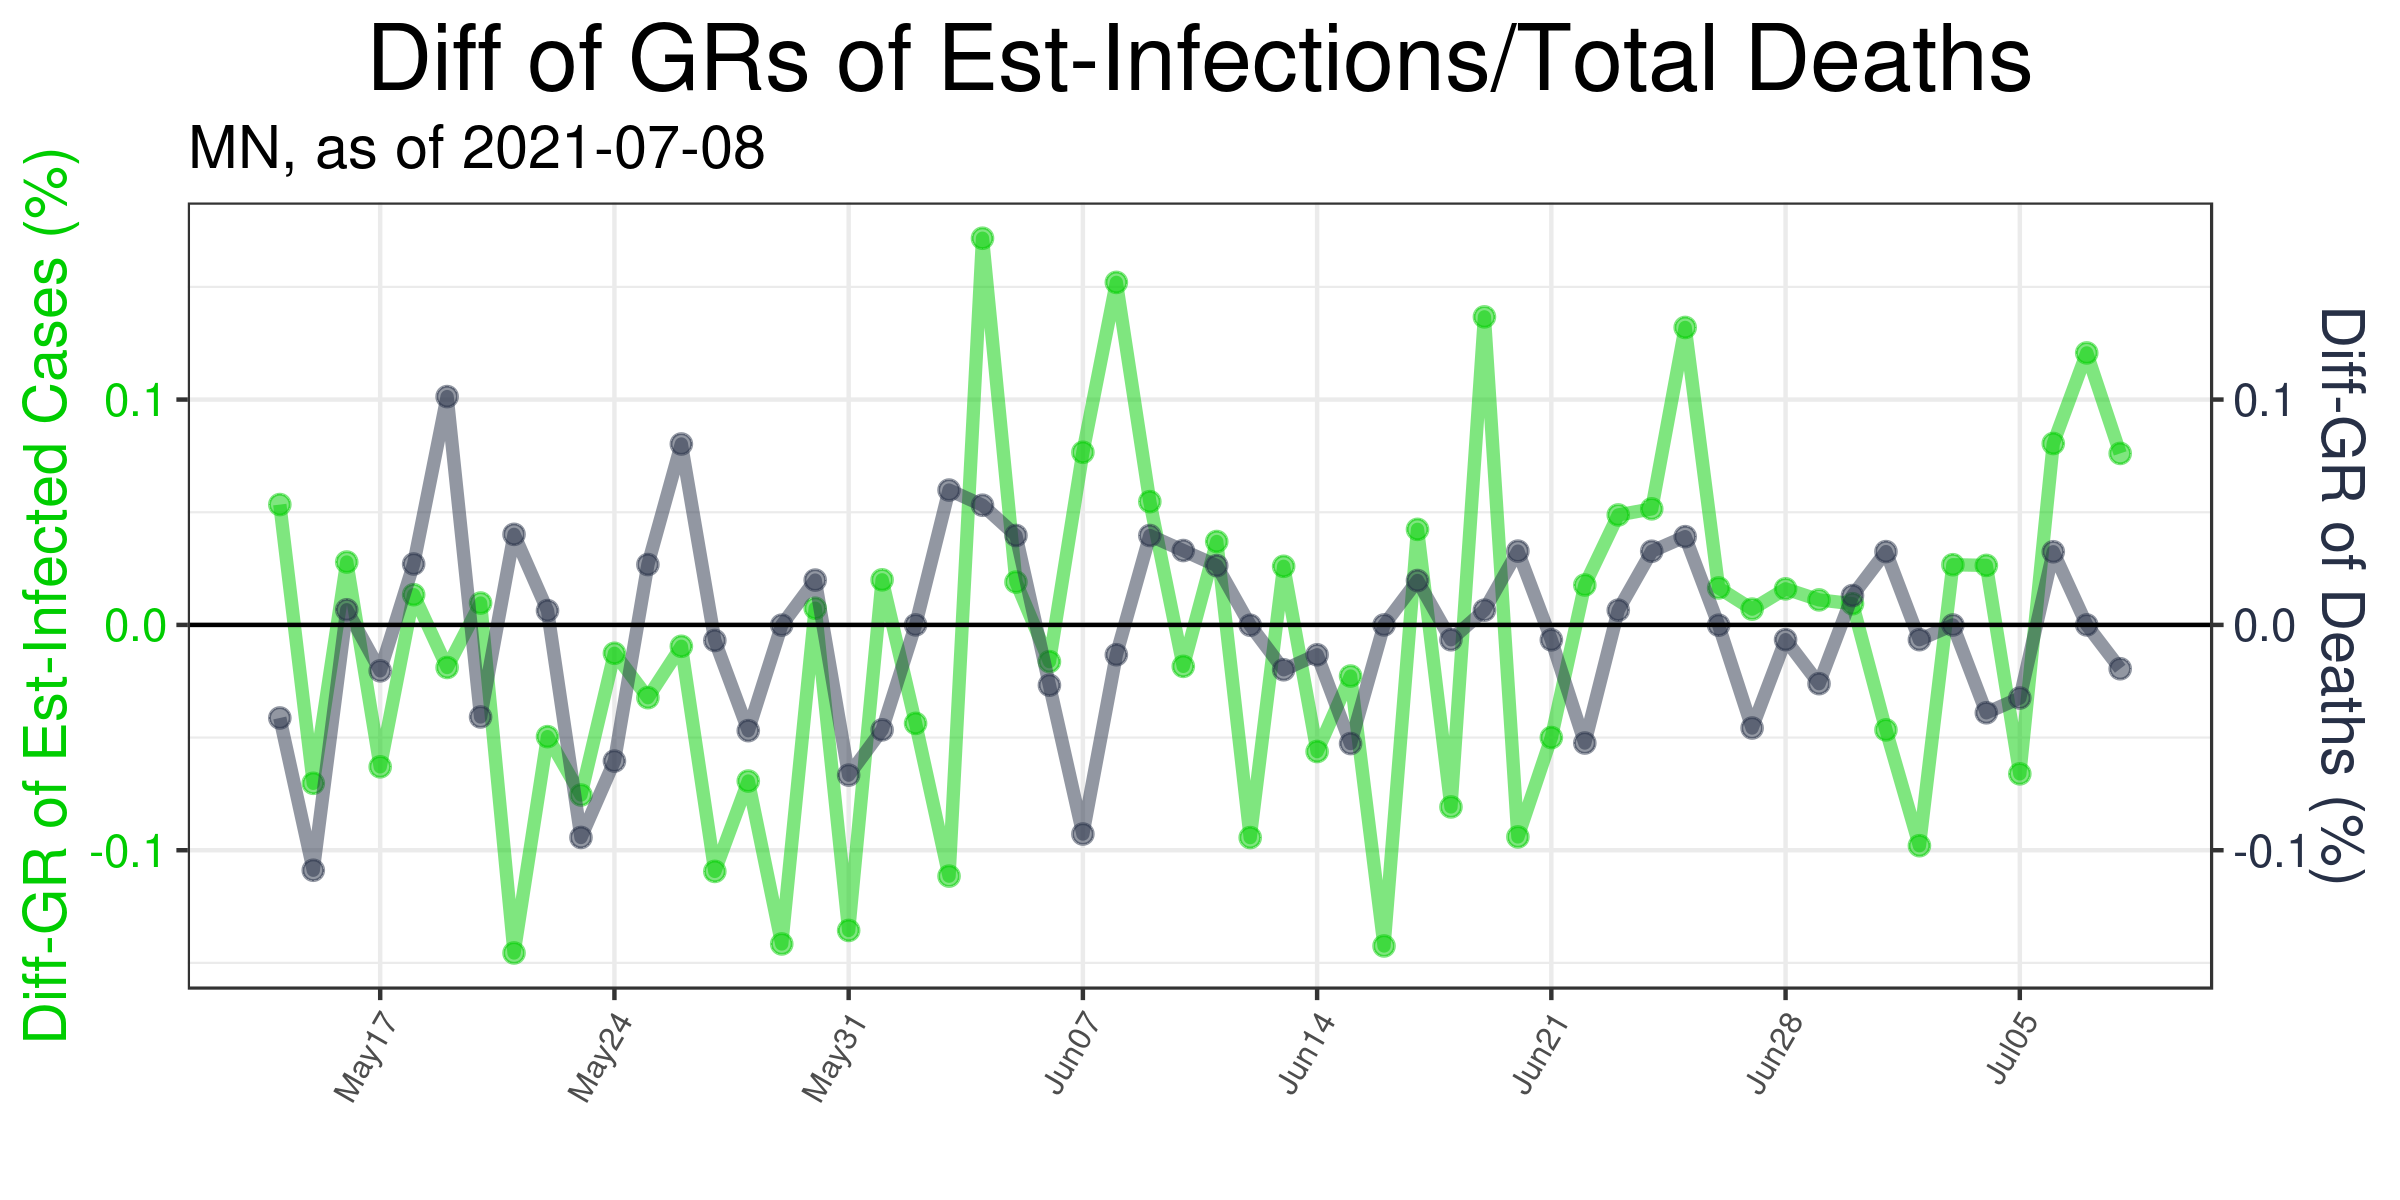 Diff of GRs of Est-Infections/Total Deaths
MN, as of 2021-07-08
Diff-GR of Est-Infected Cases (%)
0.1
0.0
-0.1
0.1
0.0
-0.1
Diff-GR of Deaths (%)
May17
May24
May31
Jun07
Jun14
Jun21
Jun28
Jul05